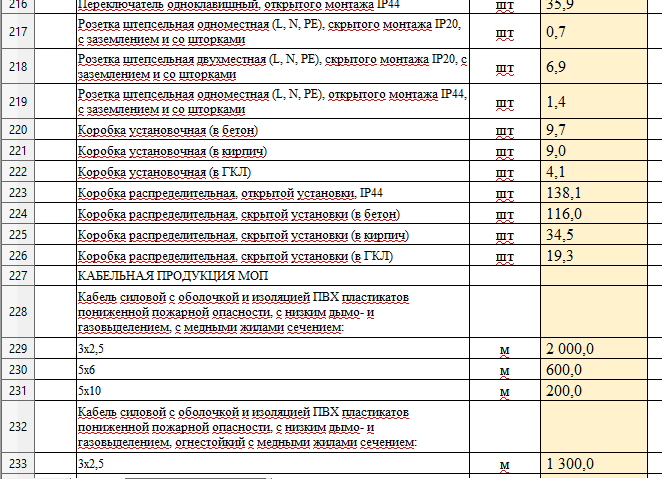 216 Переключатель одноклавишный, открытого монтажа IP44 шт 35,9
217 Розетка штепсельная одноместная (L, N, PE), скрытого монтажа IP20, шт 0,7
с заземлением и со шторками
218 Розетка штепсельная двухместная (L, N, PE), скрытого монтажа IP20, с шт 6,9
заземлением и со шторками
219 Розетка штепсельная одноместная (L, N, PE), открытого монтажа IP44, шт 1,4
с заземлением и со шторками
220 Коробка установочная (в бетон) шт 9,7
221 Коробка установочная (в кирпич) шт 9,0
222 Коробка установочная (в ГКЛ) шт 4,1
223 Коробка распределительная, открытой установки, IP44 шт 138,1
224 Коробка распределительная, скрытой установки (в бетон) шт 116,0
225 Коробка распределительная, скрытой установки (в кирпич) шт 34,5
226 Коробка распределительная, скрытой установки (в ГКЛ) шт 19,3
227 КАБЕЛЬНАЯ ПРОДУКЦИЯ МОП
228 Кабель силовой с оболочкой и изоляцией ПВХ пластикатов
пониженной пожарной опасности, с низким дымо- и
газовыделением, с медными жилами сечением:
229 3х2,5 м 2 000,0
230 5х6 м 600,0
231 5х10 м 200,0
232 Кабель силовой с оболочкой и изоляцией ПВХ пластикатов
пониженной пожарной опасности, с низким дымо- и
газовыделением, огнестойкий с медными жилами сечением:
233 3х2,5 м 1 300,0